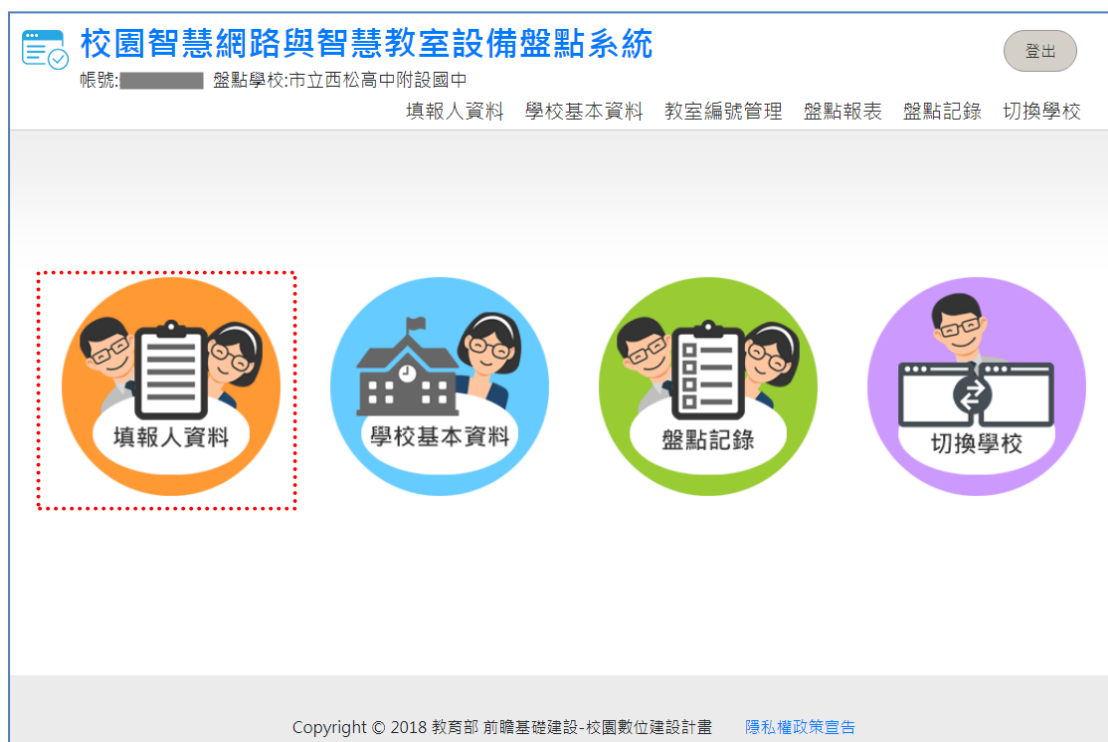 校園智慧網路與智慧教室設備盤點系統
登出
帳號: 盤點學校:市立西松高中附設國中
填報人資料 學校基本資料 教室編號管理 盤點報表 盤點記錄 切換學校
填報人資料
學校基本資料
盤點記錄
切換學校
Copyright © 2018 教育部 前瞻基礎建設-校園數位建設計畫 隱私權政策宣告